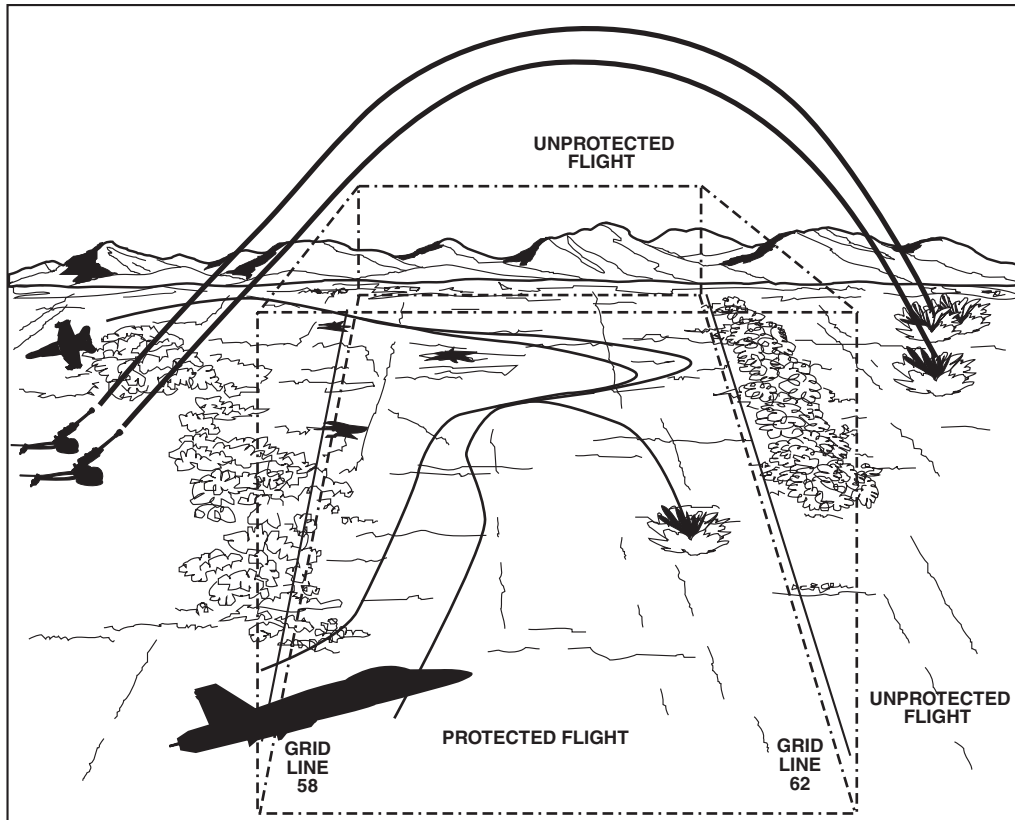 UNPROTECTED
FLIGHT
UNPROTECTED
FLIGHT
PROTECTED FLIGHT
GRID
LINE
58
GRID
LINE
62